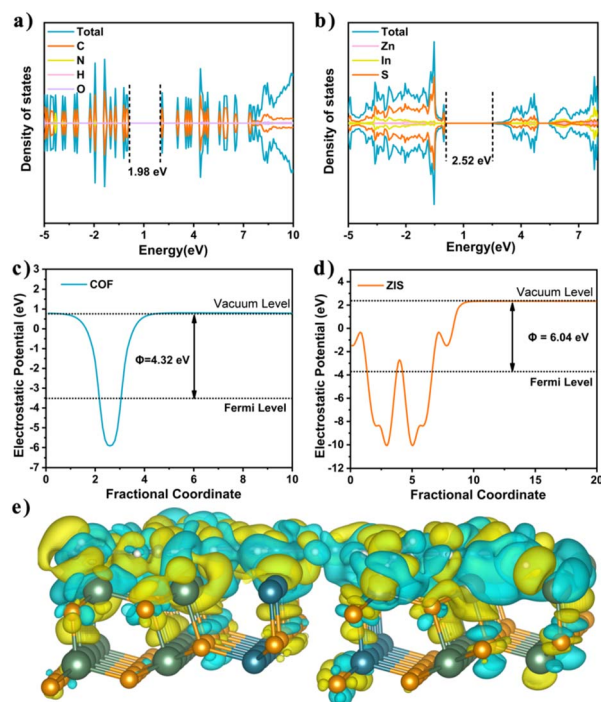 a)
Total
C
N
H
O
1.98 eV
Density of states
-5 -2 1 4 7 10
Energy(eV)
b)
Total
Zn
In
S
2.52 eV
Density of states
-5 -2 1 4 7
Energy(eV)
c)
COF
Vacuum Level
Φ=4.32 eV
Fermi Level
Electrostatic Potential (eV)
3
2
1
0
-1
-2
-3
-4
-5
-6
-7
0 2 4 6 8 10
Fractional Coordinate
d)
ZIS
Vacuum Level
Φ = 6.04 eV
Fermi Level
Electrostatic Potential (eV)
4
2
0
-2
-4
-6
-8
-10
-12
0 5 10 15 20
Fractional Coordinate
e)